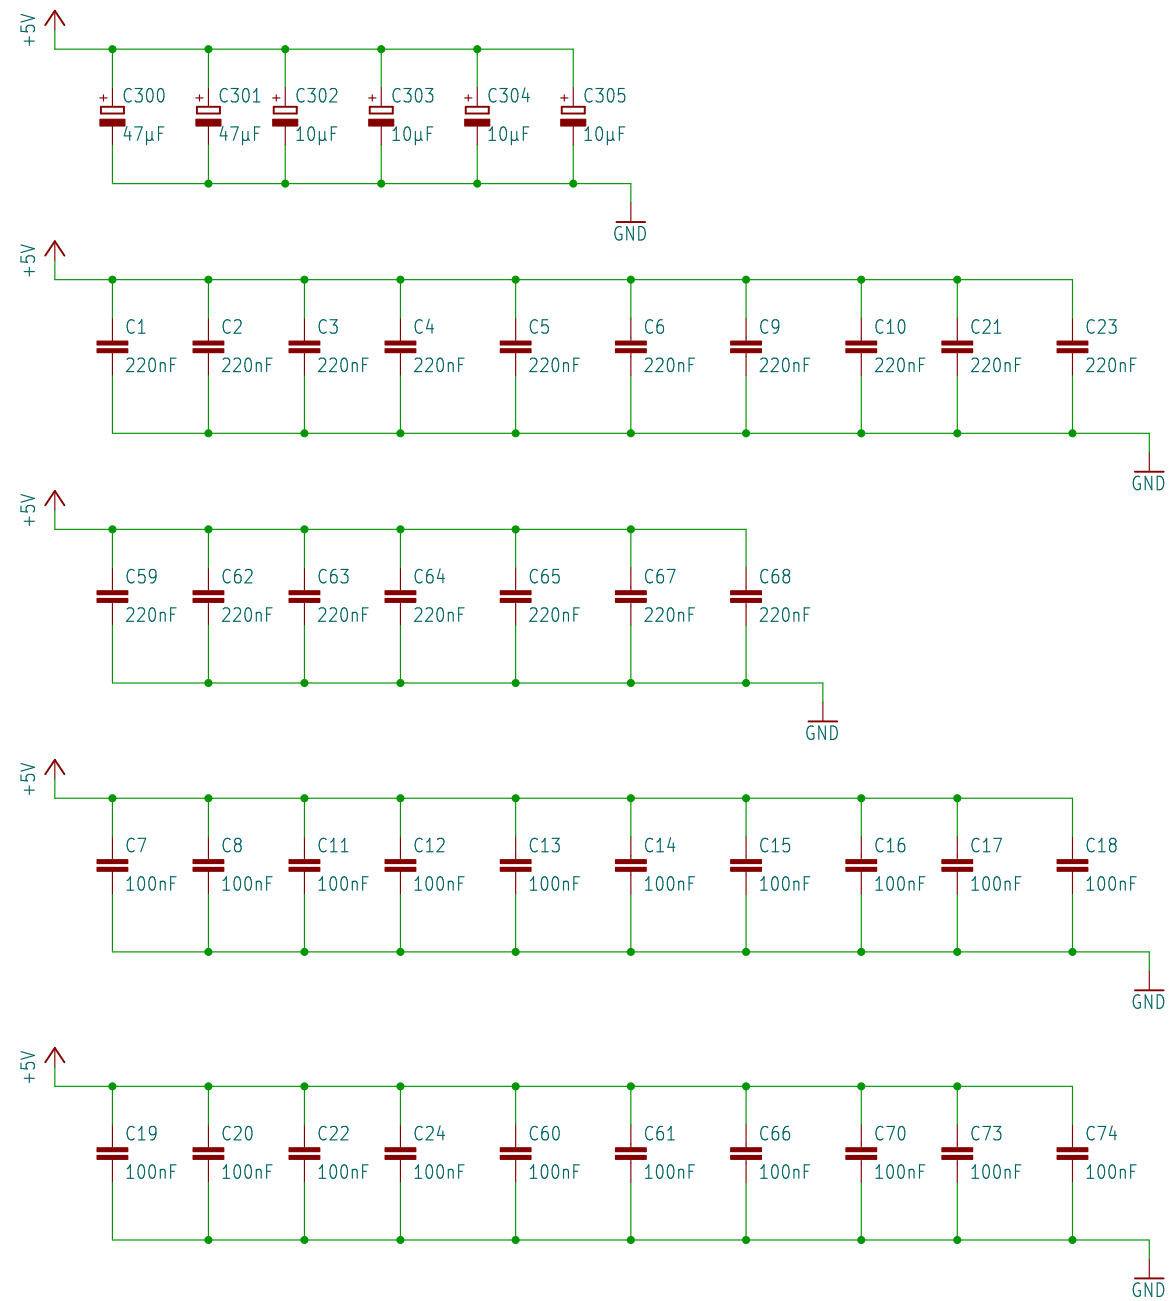 +5V
C300 C301 C302 C303 C304 C305
+ + + + + +
47µF 47µF 10µF 10µF 10µF 10µF
GND
+5V
C1 C2 C3 C4 C5 C6 C9 C10 C21 C23
220nF 220nF 220nF 220nF 220nF 220nF 220nF 220nF 220nF 220nF
GND
+5V
C59 C62 C63 C64 C65 C67 C68
220nF 220nF 220nF 220nF 220nF 220nF 220nF
GND
+5V
C7 C8 C11 C12 C13 C14 C15 C16 C17 C18
100nF 100nF 100nF 100nF 100nF 100nF 100nF 100nF 100nF 100nF
GND
+5V
C19 C20 C22 C24 C60 C61 C66 C70 C73 C74
100nF 100nF 100nF 100nF 100nF 100nF 100nF 100nF 100nF 100nF
GND